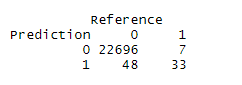 Reference
Prediction 0 1
0 22696 7
1 48 33